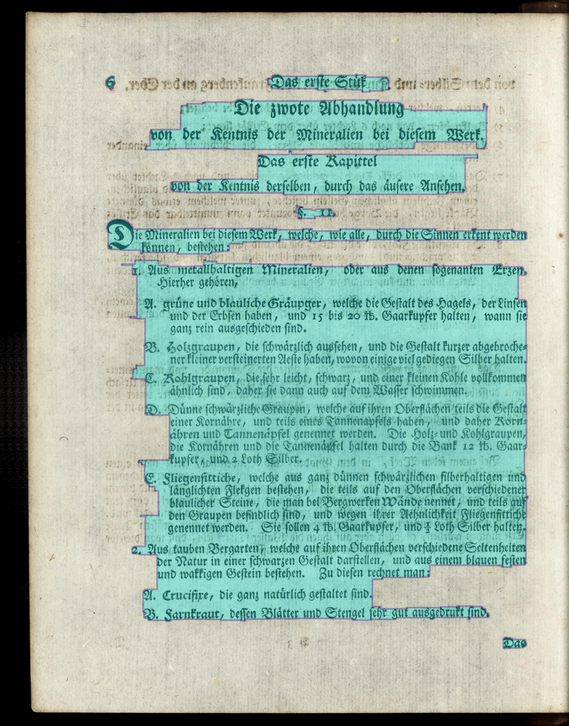 6 Das erste Stük
Die zwote Abhandlung
von der Kentnis der Mineralien bei diesem Werk.
Das erste Kapittel
von der Kentnis derselben, durch das äusere Ansehen.
§. 11.
Die Mineralien bei diesem Werk, welche, wie alle, durch die Sinnen erkent werden
können, bestehen:
1. Aus metallhaltigen Mineralien, oder aus denen sogenanten Erzen.
Hierher gehören,
A. grüne und blauliche Gräupger, welche die Gestalt des Hagels, der Linsen
und der Erbsen haben, und 15 bis 20 lb. Gaarkupfer halten, wann sie
ganz rein ausgeschieden sind.
B. Holzgraupen, die schwärzlich aussehen, und die Gestalt kurzer abgebroche-
ner kleiner versteinerten Aeste haben, wovon einige viel gediegen Silber halten.
C. Kohlgraupen, die sehr leicht, schwarz, und einer kleinen Kohle vollkommen
ähnlich sind, daher sie dann auch auf dem Wasser schwimmen.
D. Dünne schwärzliche Graupen, welche auf ihren Oberflächen teils die Gestalt
einer Kornähre, und teils eines Tannenapfels haben, und daher Korn-
ähren und Tannenäpfel genennet werden. Die Holz- und Kohlgraupen,
die Kornähren und die Tannenäpfel halten durch die Bank 12 lb. Gaar-
kupfer, und 2 Loth Silber.
E. Fliegenfittriche, welche aus ganz dünnen schwärzlichen silberhaltigen und
länglichten Flekgen bestehen, die teils auf den Oberflächen verschiedener
blaulicher Steine, die man bei Bergwerken Wände nennet, und teils auf
den Graupen befindlich sind, und wegen ihrer Aehnlichkeit Fliegenfittriche
genennet werden. Sie sollen 4 lb. Gaarkupfer, und Loth Silber halten.
2. Aus tauben Bergarten, welche auf ihren Oberflächen verschiedene Seltenheiten
der Natur in einer schwarzen Gestalt darstellen, und aus einem blauen festen
und wakkigen Gestein bestehen. Zu diesen rechnet man:
A. Crucifixe, die ganz natürlich gestaltet sind.
B. Farnkraut, dessen Blätter und Stengel sehr gut ausgedrukt sind.
Das